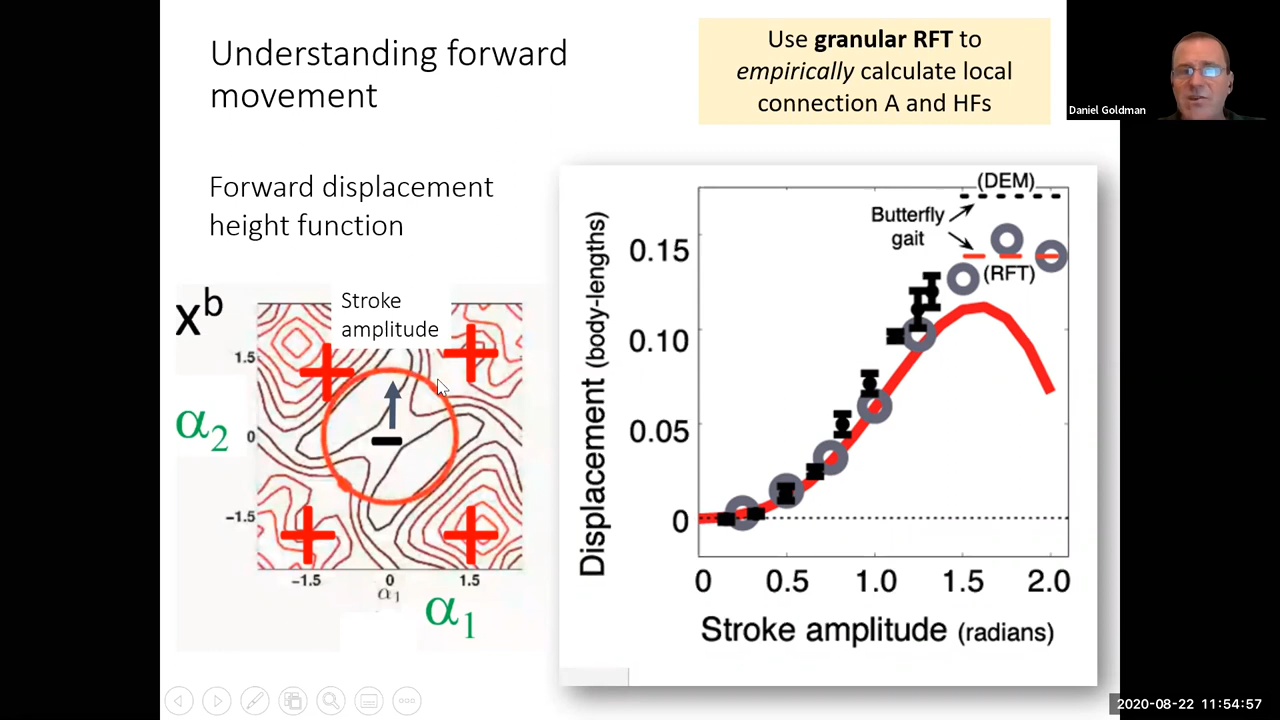 Understanding forward
movement
Use granular RFT to
empirically calculate local
connection A and HFs
Daniel Goldman
Forward displacement
height function
x^b
Stroke
amplitude
1.5
0
−1.5
α2
−1.5 0 1.5
α1
α1
Displacement (body-lengths)
0.15
0.10
0.05
0
(DEM)
Butterfly
gait
(RFT)
0 0.5 1.0 1.5 2.0
Stroke amplitude (radians)
2020-08-22 11:54:57